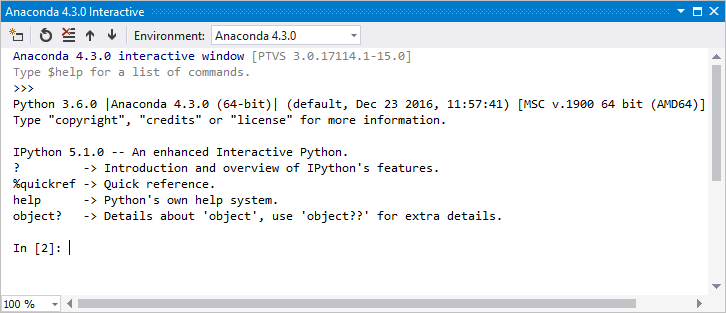 Anaconda 4.3.0 Interactive
Environment: Anaconda 4.3.0
Anaconda 4.3.0 interactive window [PTVS 3.0.17114.1-15.0]
Type $help for a list of commands.
>>>
Python 3.6.0 |Anaconda 4.3.0 (64-bit)| (default, Dec 23 2016, 11:57:41) [MSC v.1900 64 bit (AMD64)]
Type "copyright", "credits" or "license" for more information.
IPython 5.1.0 -- An enhanced Interactive Python.
?         -> Introduction and overview of IPython's features.
%quickref -> Quick reference.
help      -> Python's own help system.
object?   -> Details about 'object', use 'object??' for extra details.
In [2]:
100 %